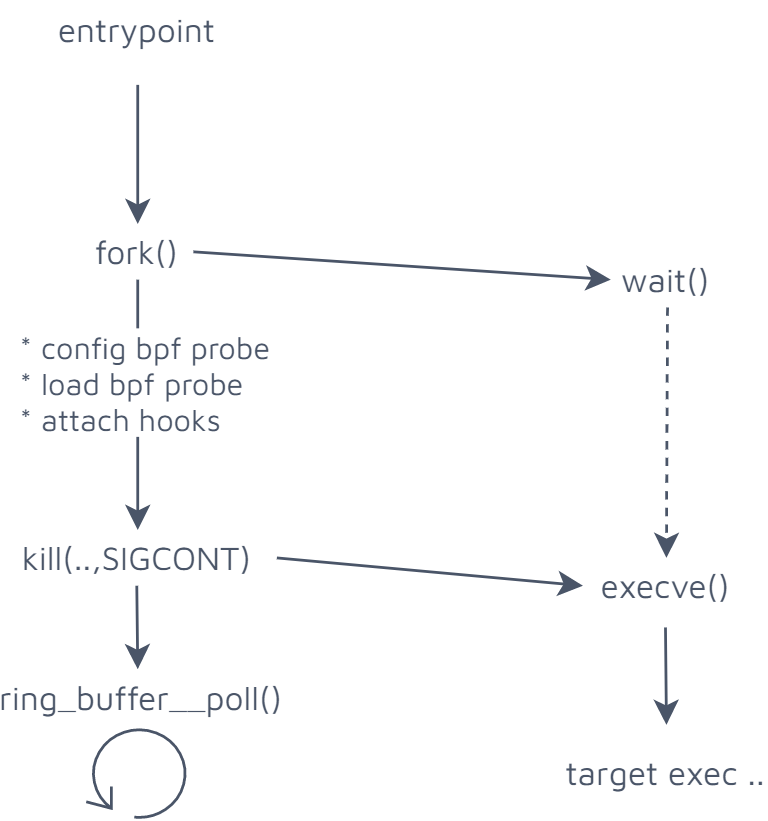 entrypoint
fork()
wait()
* config bpf probe
* load bpf probe
* attach hooks
kill(..,SIGCONT)
execve()
ring_buffer__poll()
target exec ..